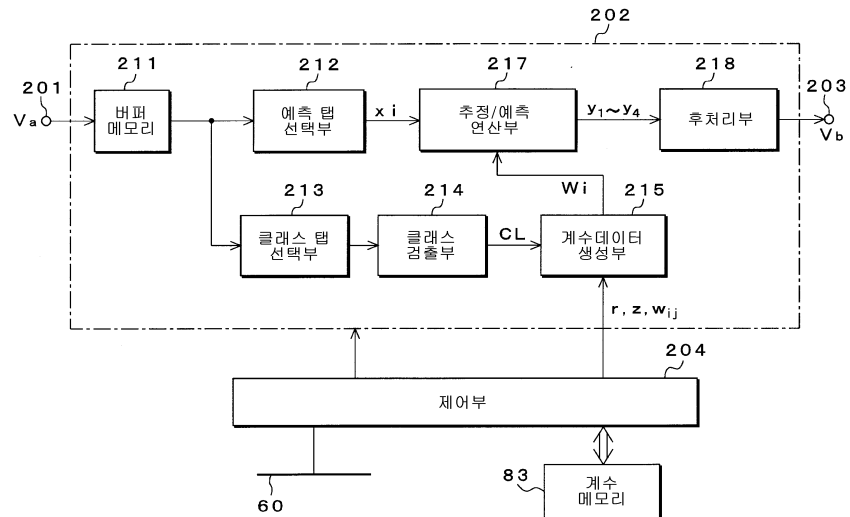 202
211
212
217
218
201
203
Va
버퍼
메모리
예측 탭
선택부
xi
추정/예측
연산부
y1~y4
후처리부
Vb
213
214
Wi
215
클래스 탭
선택부
클래스
검출부
CL
계수데이터
생성부
r, z, wij
204
제어부
83
계수
메모리
60